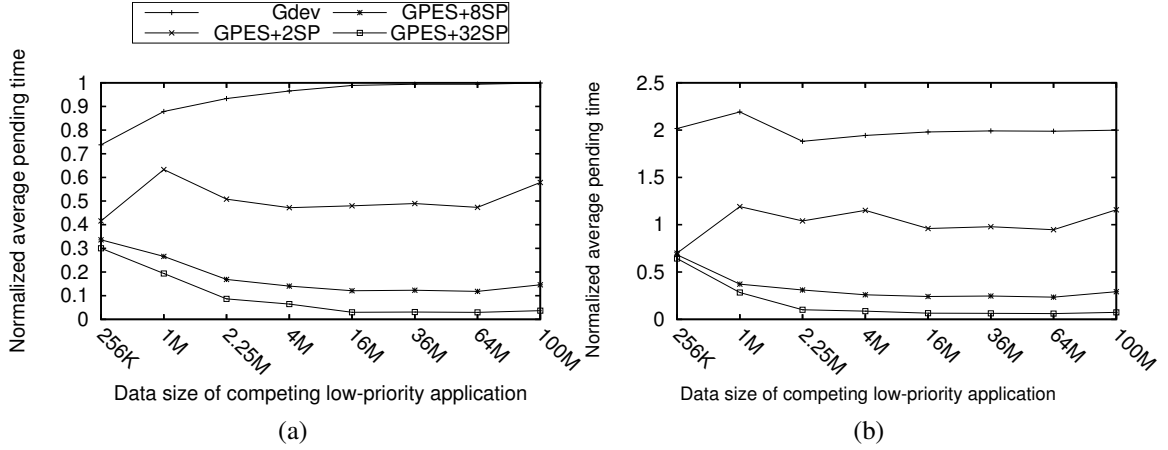 Gdev
GPES+2SP
GPES+8SP
GPES+32SP
Normalized average pending time
1
0.9
0.8
0.7
0.6
0.5
0.4
0.3
0.2
0.1
0
256K
1M
2.25M
4M
16M
36M
64M
100M
Data size of competing low-priority application
(a)
Normalized average pending time
2.5
2
1.5
1
0.5
0
256K
1M
2.25M
4M
16M
36M
64M
100M
Data size of competing low-priority application
(b)